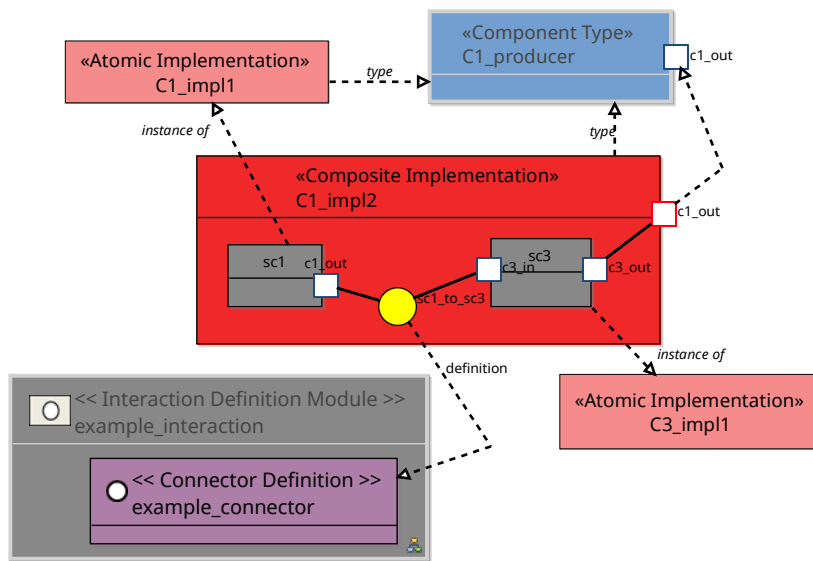 «Component Type»
C1_producer
c1_out
«Atomic Implementation»
C1_impl1
type
instance of
type
«Composite Implementation»
C1_impl2
c1_out
sc1
c1_out
sc3
c3_in
c3_out
sc1_to_sc3
definition
instance of
<< Interaction Definition Module >>
example_interaction
«Atomic Implementation»
C3_impl1
<< Connector Definition >>
example_connector